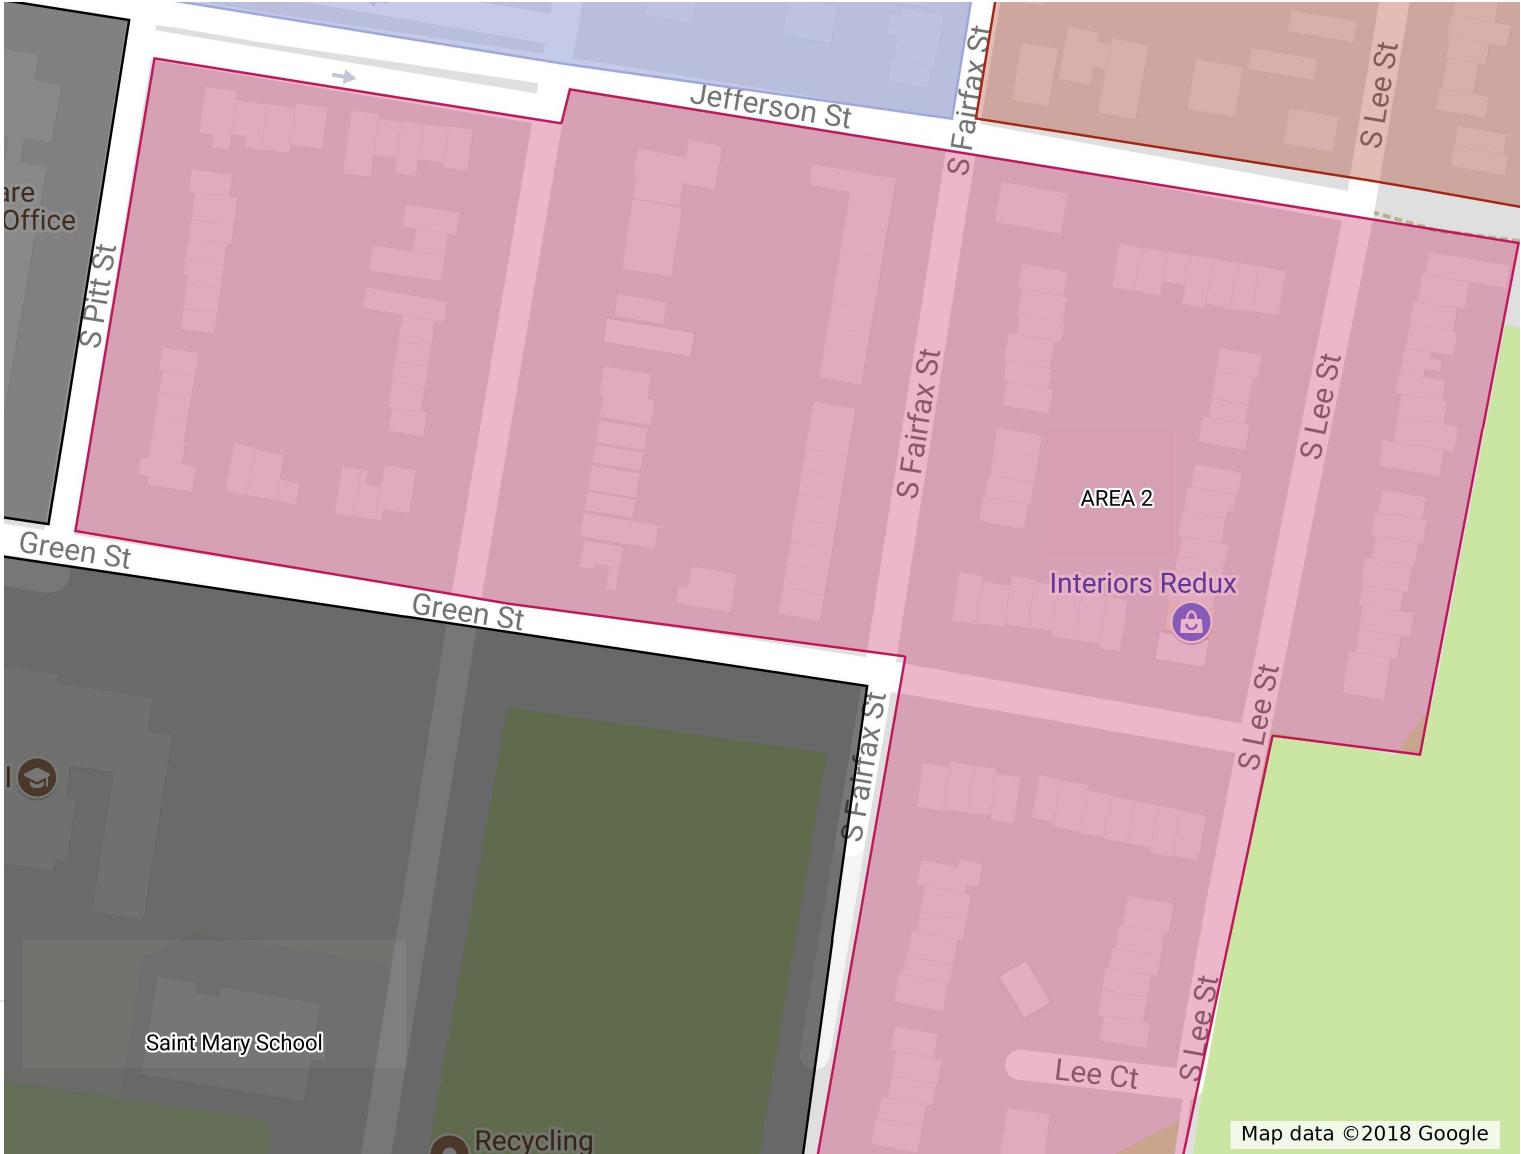 Jefferson St
S Fairfax St
S Lee St
are
Office
S Pitt St
S Fairfax St
S Lee St
AREA 2
Green St
Interiors Redux
Green St
S Lee St
S Fairfax St
l
Saint Mary School
S Lee St
Lee Ct
Recycling
Map data ©2018 Google